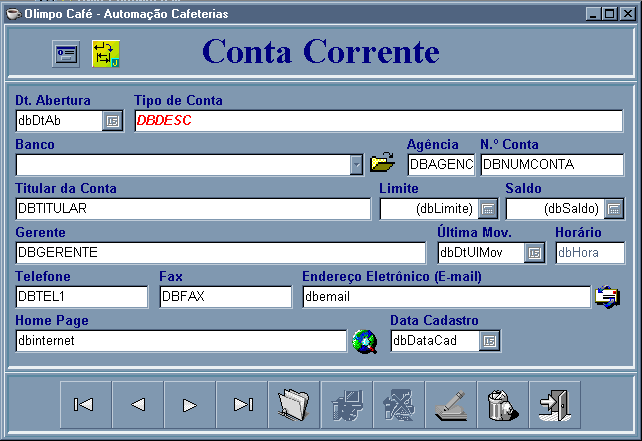 Olimpo Café - Automação Cafeterias
Conta Corrente
Dt. Abertura Tipo de Conta
dbDtAb DBDESC
Banco Agência N.º Conta
DBAGENC DBNUMCONTA
Titular da Conta Limite Saldo
DBTITULAR (dbLimite) (dbSaldo)
Gerente Última Mov. Horário
DBGERENTE dbDtUlMov dbHora
Telefone Fax Endereço Eletrônico (E-mail)
DBTEL1 DBFAX dbemail
Home Page Data Cadastro
dbinternet dbDataCad